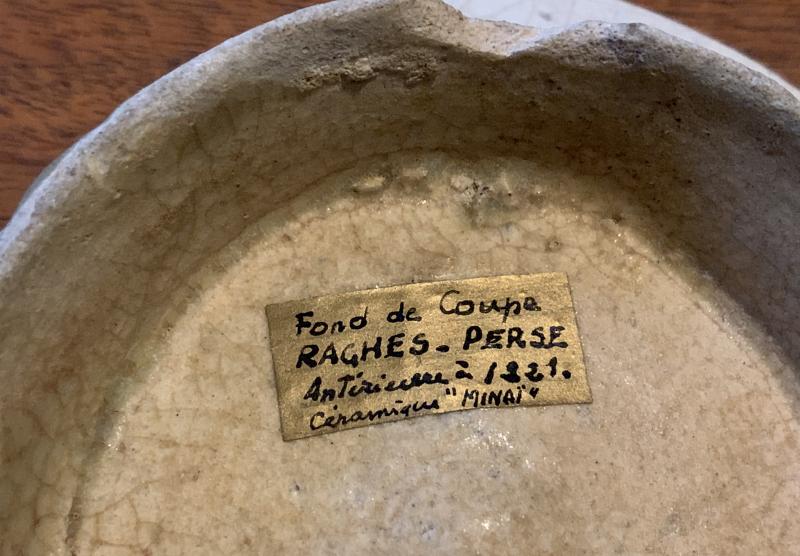 Fond de Coupe
RAGHES - PERSE
Antérieure à 1221.
Céramique "MINAÏ"